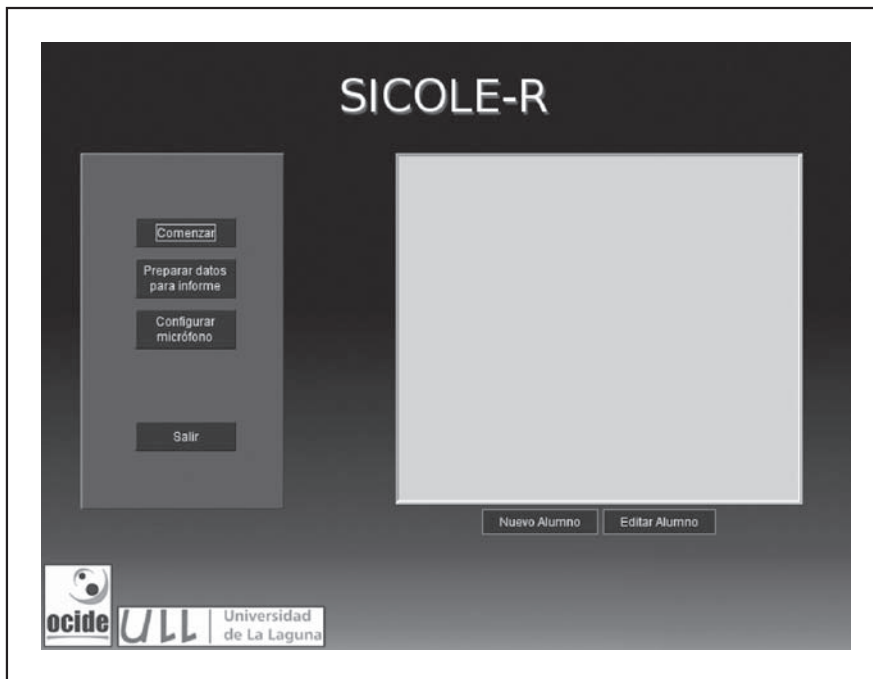 SICOLE-R
Comenzar
Preparar datos
para informe
Configurar
micrófono
Salir
Nuevo Alumno
Editar Alumno
ocide
ULL
Universidad
de La Laguna